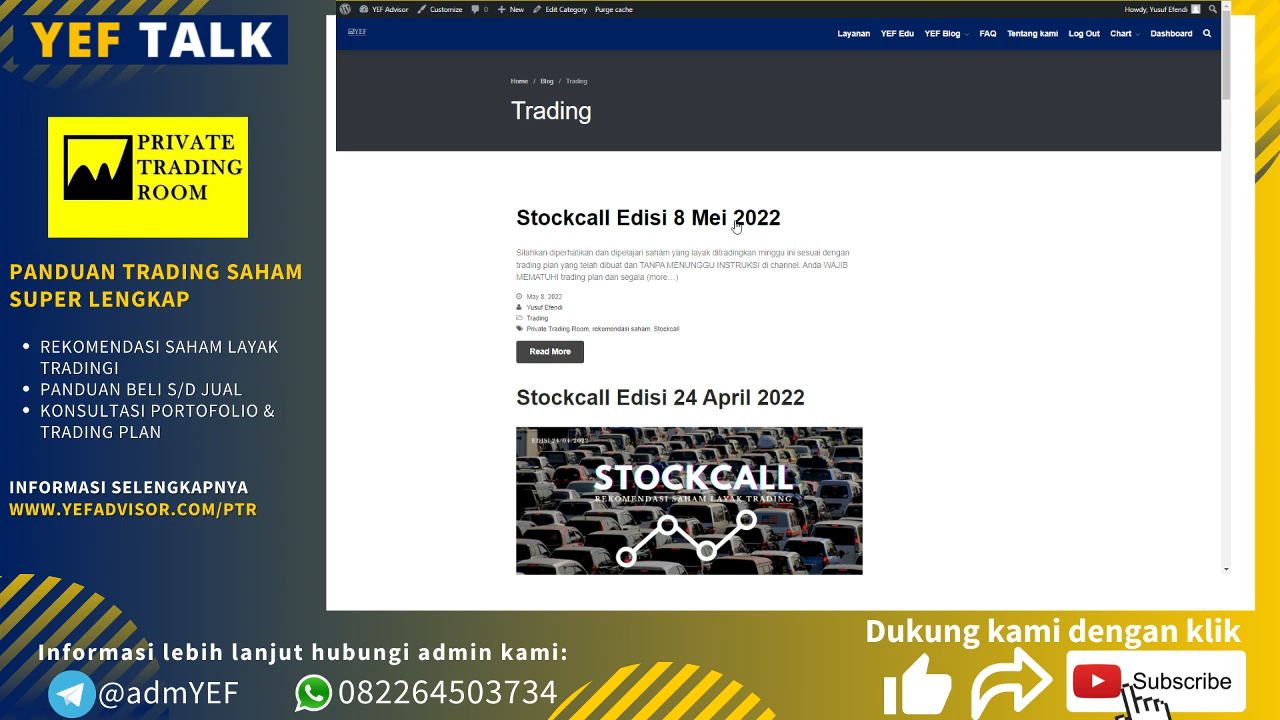 YEF TALK
PRIVATE
TRADING
ROOM
PANDUAN TRADING SAHAM
SUPER LENGKAP
REKOMENDASI SAHAM LAYAK
TRADINGI
PANDUAN BELI S/D JUAL
KONSULTASI PORTOFOLIO &
TRADING PLAN
INFORMASI SELENGKAPNYA
WWW.YEFADVISOR.COM/PTR
YEF Advisor Customize 0 New Edit Category Purge cache Howdy, Yusuf Efendi
YEF Layanan YEF Edu YEF Blog FAQ Tentang kami Log Out Chart Dashboard
Home / Blog / Trading
Trading
Stockcall Edisi 8 Mei 2022
Silahkan diperhatikan dan dipelajari saham yang layak ditradingkan minggu ini sesuai dengan
trading plan yang telah dibuat dan TANPA MENUNGGU INSTRUKSI di channel. Anda WAJIB
MEMATUHI trading plan dan segala (more…)
May 8, 2022
Yusuf Efendi
Trading
Private Trading Room, rekomendasi saham, Stockcall
Read More
Stockcall Edisi 24 April 2022
EDISI 24/04/2022
STOCKCALL
REKOMENDASI SAHAM LAYAK TRADING
Informasi lebih lanjut hubungi admin kami:
@admYEF 082264503734
Dukung kami dengan klik
Subscribe